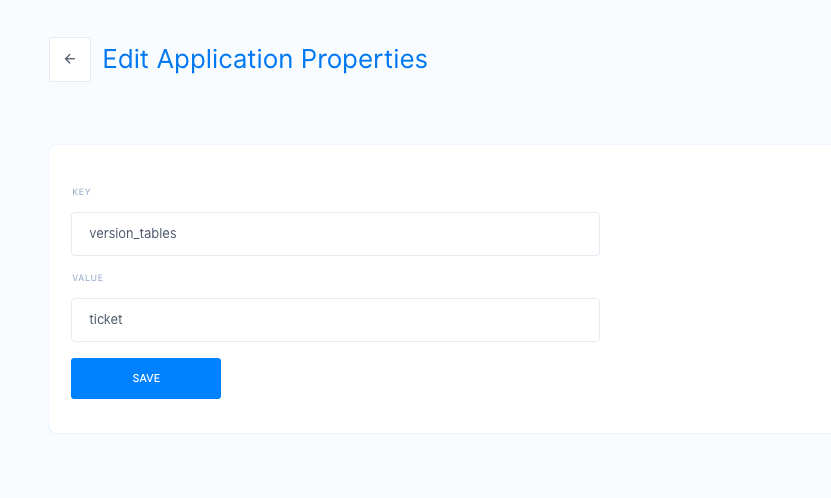 Edit Application Properties
KEY
version_tables
VALUE
ticket
SAVE